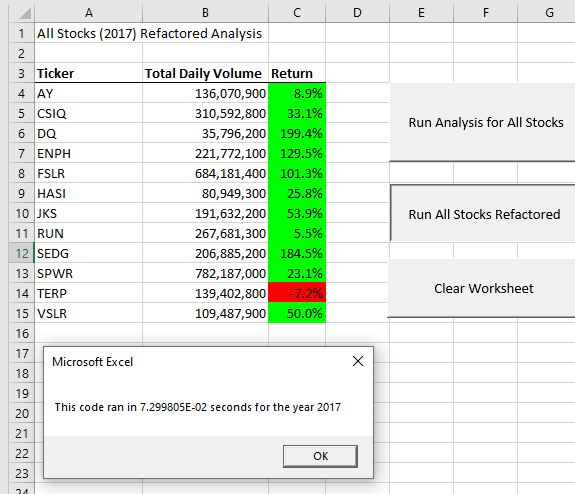 A B C D E F G
1 All Stocks (2017) Refactored Analysis
2
3 Ticker Total Daily Volume Return
4 AY 136,070,900 8.9%
5 CSIQ 310,592,800 33.1%
Run Analysis for All Stocks
6 DQ 35,796,200 199.4%
7 ENPH 221,772,100 129.5%
8 FSLR 684,181,400 101.3%
9 HASI 80,949,300 25.8%
10 JKS 191,632,200 53.9%
Run All Stocks Refactored
11 RUN 267,681,300 5.5%
12 SEDG 206,885,200 184.5%
13 SPWR 782,187,000 23.1%
14 TERP 139,402,800 -7.2%
Clear Worksheet
15 VSLR 109,487,900 50.0%
16
17
Microsoft Excel
18
19
This code ran in 7.299805E-02 seconds for the year 2017
20
21
22
OK
23
24